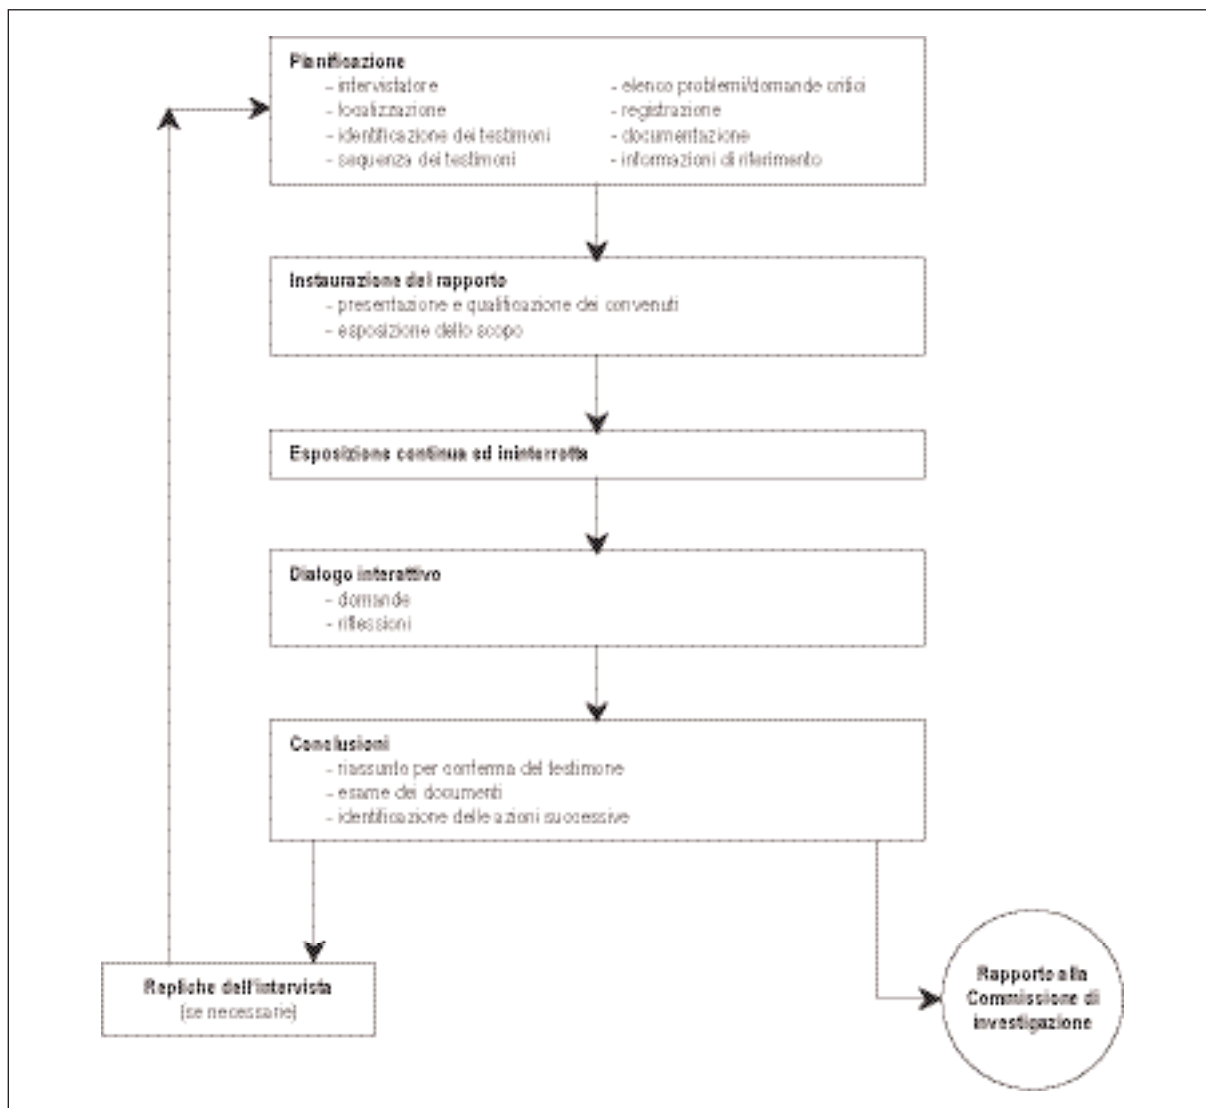 Pianificazione
- intervistatore
- localizzazione
- identificazione dei testimoni
- sequenza dei testimoni
- elenco problemi/domande critici
- registrazione
- documentazione
- informazioni di riferimento
Instaurazione del rapporto
- presentazione e qualificazione dei convenuti
- esposizione dello scopo
Esposizione continua ed ininterrotta
Dialogo interattivo
- domande
- riflessioni
Conclusioni
- riassunto per conferma del testimone
- esame dei documenti
- identificazione delle azioni successive
Repliche dell'intervista
(se necessarie)
Rapporto alla
Commissione di
investigazione